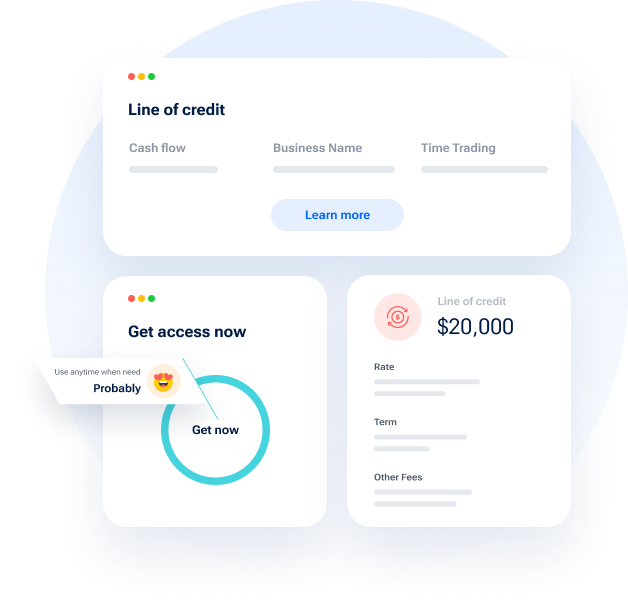 Line of credit
Cash flow Business Name Time Trading
Learn more
Get access now
Use anytime when need
Probably
Get now
Line of credit
$20,000
Rate
Term
Other Fees